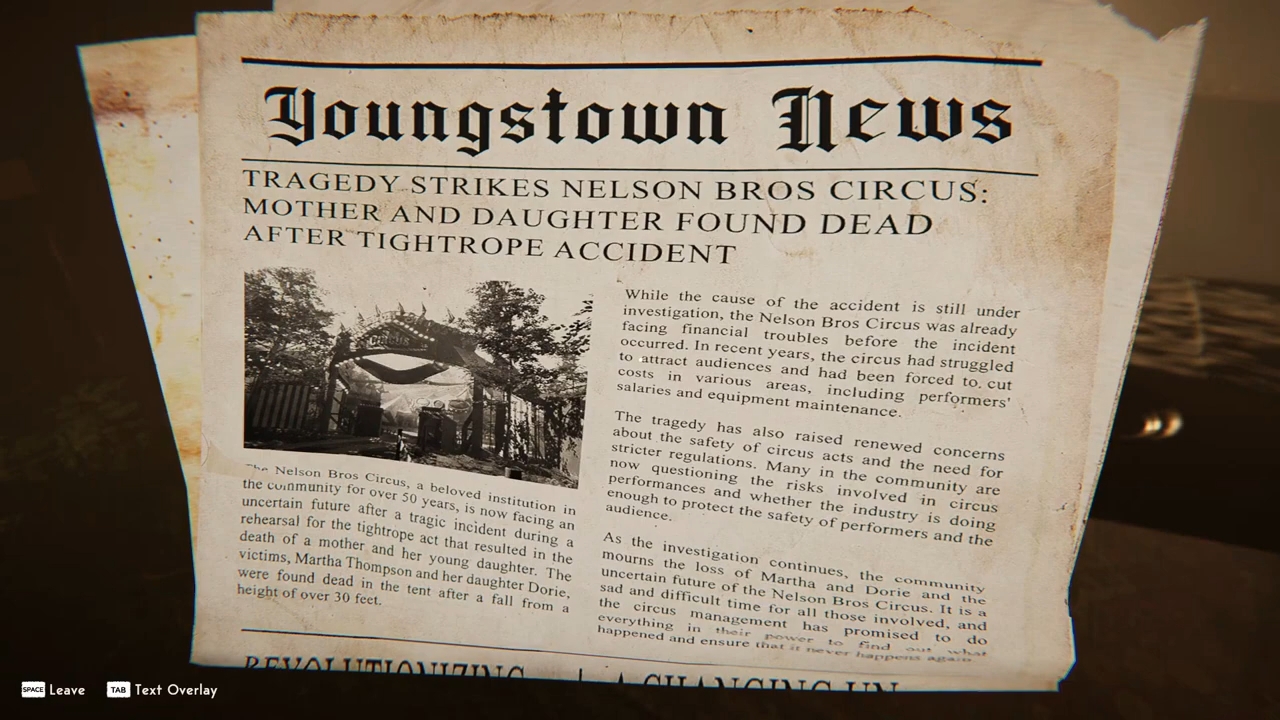 Youngstown News
TRAGEDY STRIKES NELSON BROS CIRCUS:
MOTHER AND DAUGHTER FOUND DEAD
AFTER TIGHTROPE ACCIDENT
CIRCUS
The Nelson Bros Circus, a beloved institution in
the community for over 50 years, is now facing an
uncertain future after a tragic incident during a
rehearsal for the tightrope act that resulted in the
death of a mother and her young daughter. The
victims, Martha Thompson and her daughter Dorie,
were found dead in the tent after a fall from a
height of over 30 feet.
While the cause of the accident is still under
investigation, the Nelson Bros Circus was already
facing financial troubles before the incident
occurred. In recent years, the circus had struggled
to attract audiences and had been forced to cut
costs in various areas, including performers'
salaries and equipment maintenance.
The tragedy has also raised renewed concerns
about the safety of circus acts and the need for
stricter regulations. Many in the community are
now questioning the risks involved in circus
performances and whether the industry is doing
enough to protect the safety of performers and the
audience.
As the investigation continues, the community
mourns the loss of Martha and Dorie and the
uncertain future of the Nelson Bros Circus. It is a
sad and difficult time for all those involved, and
the circus management has promised to do
everything in their power to find out what
happened and ensure that it never happens again.
REVOLUTIONIZING
A CHANGING UN
SPACE Leave
TAB Text Overlay